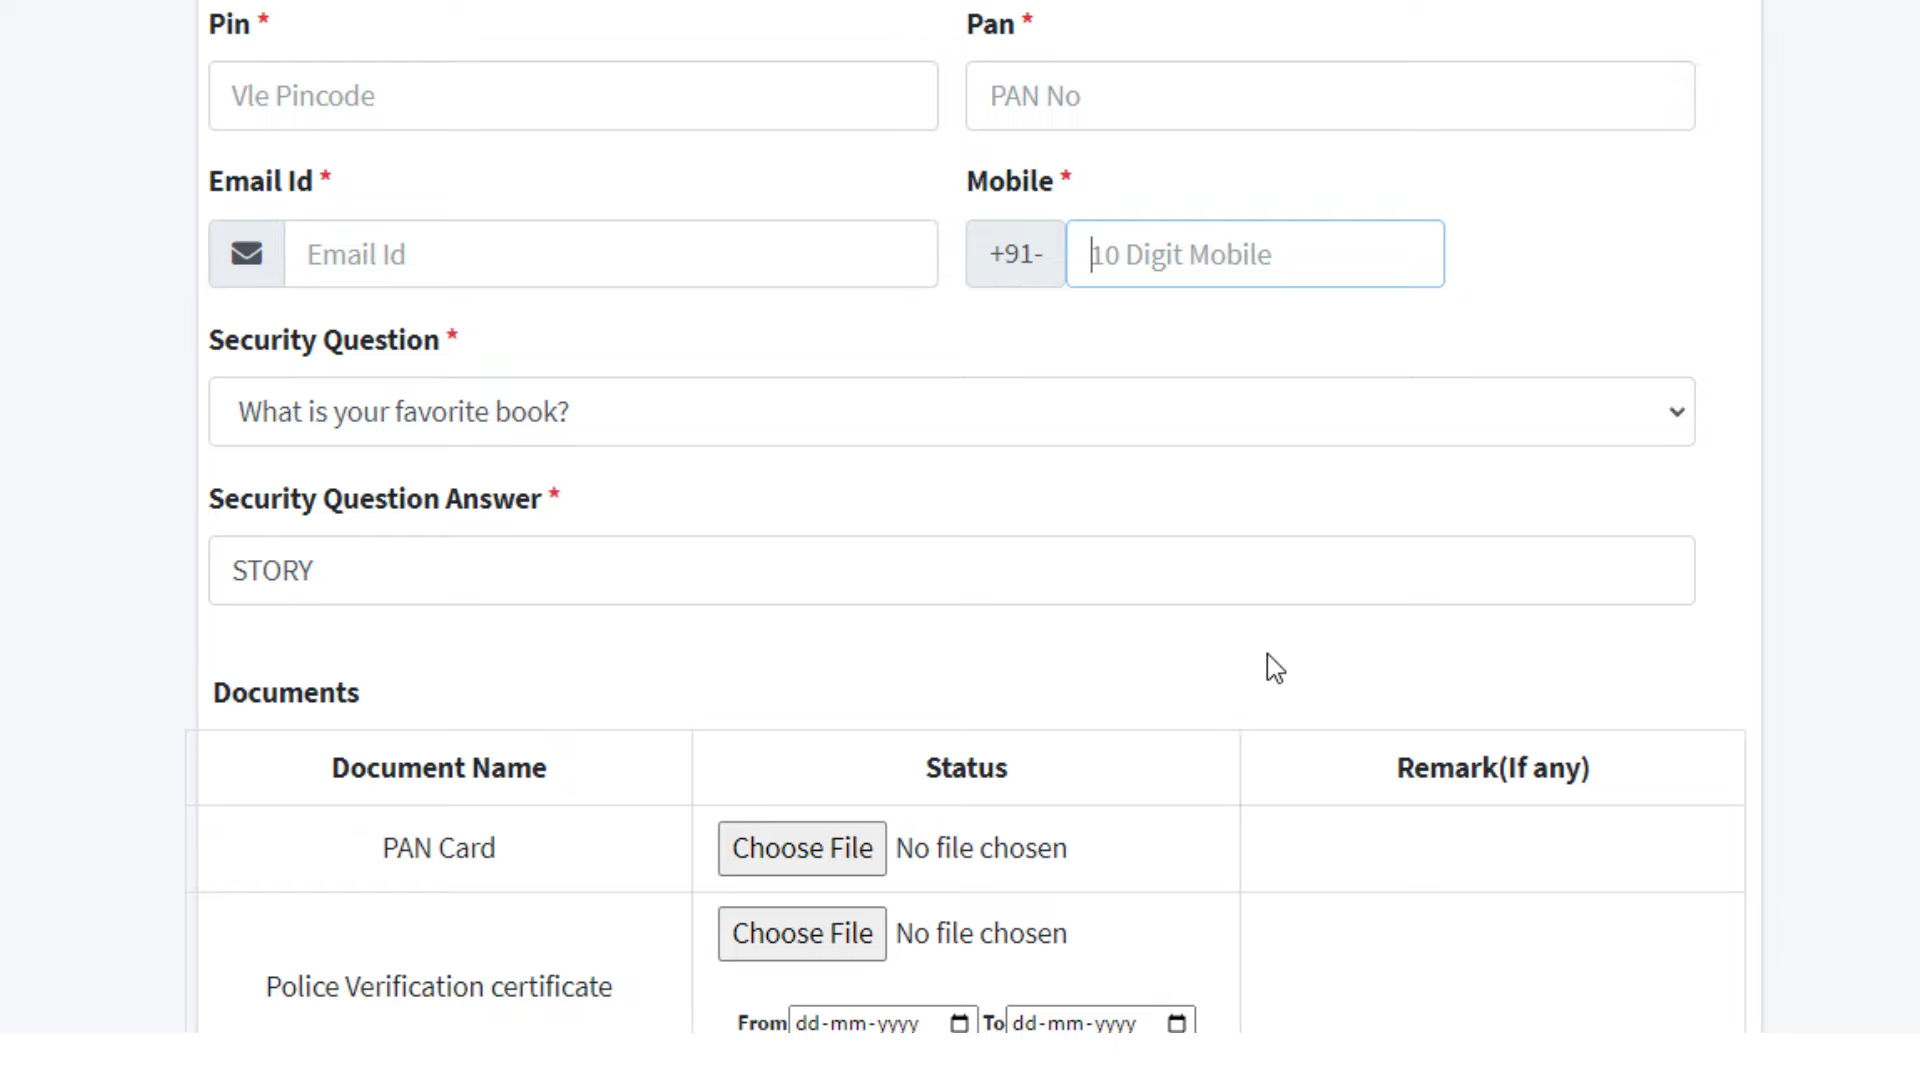 Pin * Pan *
Vle Pincode PAN No
Email Id * Mobile *
Email Id +91- 10 Digit Mobile
Security Question *
What is your favorite book?
Security Question Answer *
STORY
Documents
Document Name Status Remark(If any)
PAN Card Choose File No file chosen
Choose File No file chosen
Police Verification certificate
From dd-mm-yyyy To dd-mm-yyyy